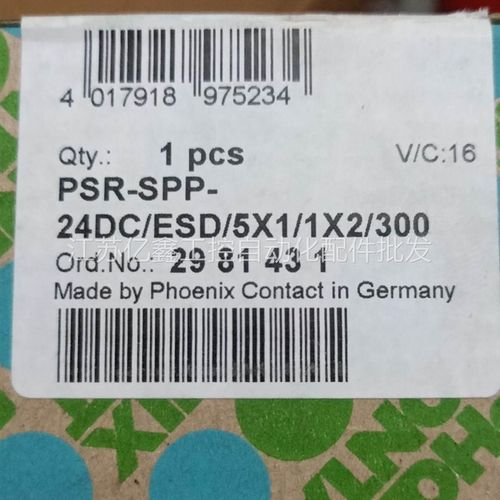 4 017918 975234
Qty.: 1 pcs V/C:16
PSR-SPP-
24DC/ESD/5X1/1X2/300
江苏亿鑫工控自动化配件批发
Ord.No.: 29 81 43 1
Made by Phoenix Contact in Germany